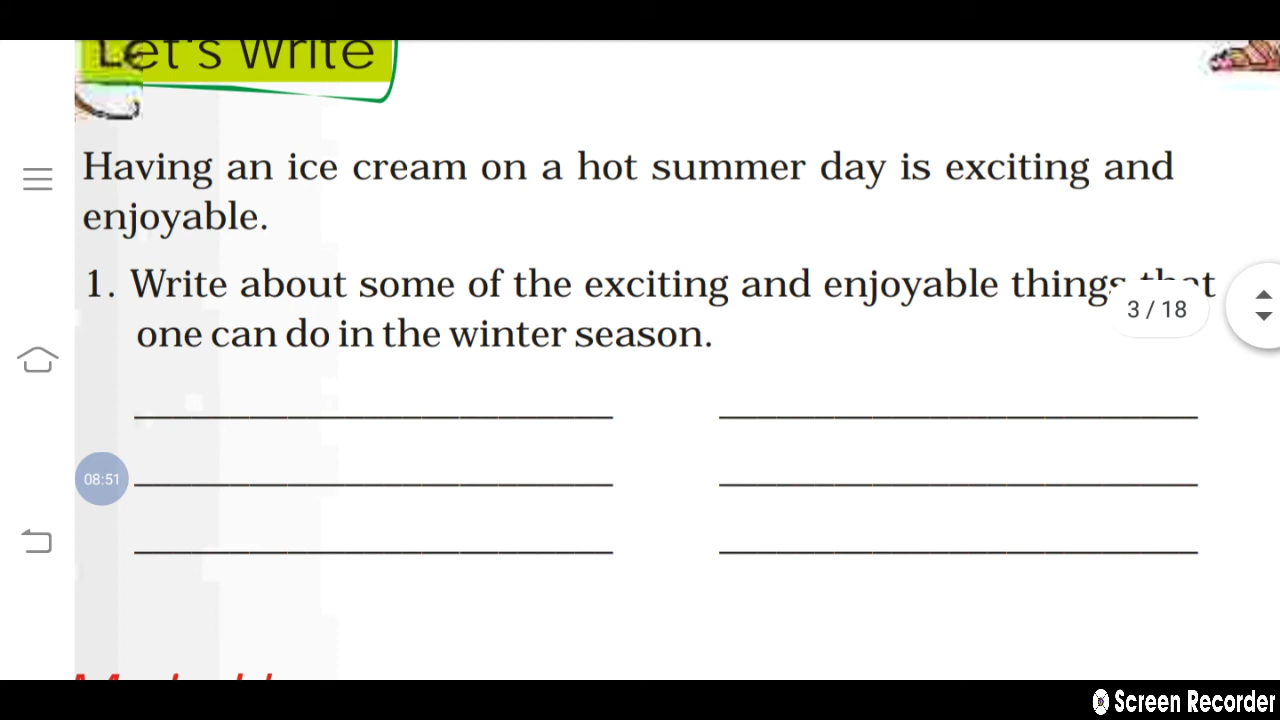 Let's Write
Having an ice cream on a hot summer day is exciting and
enjoyable.
1. Write about some of the exciting and enjoyable things that
3 / 18
one can do in the winter season.
08:51
Screen Recorder